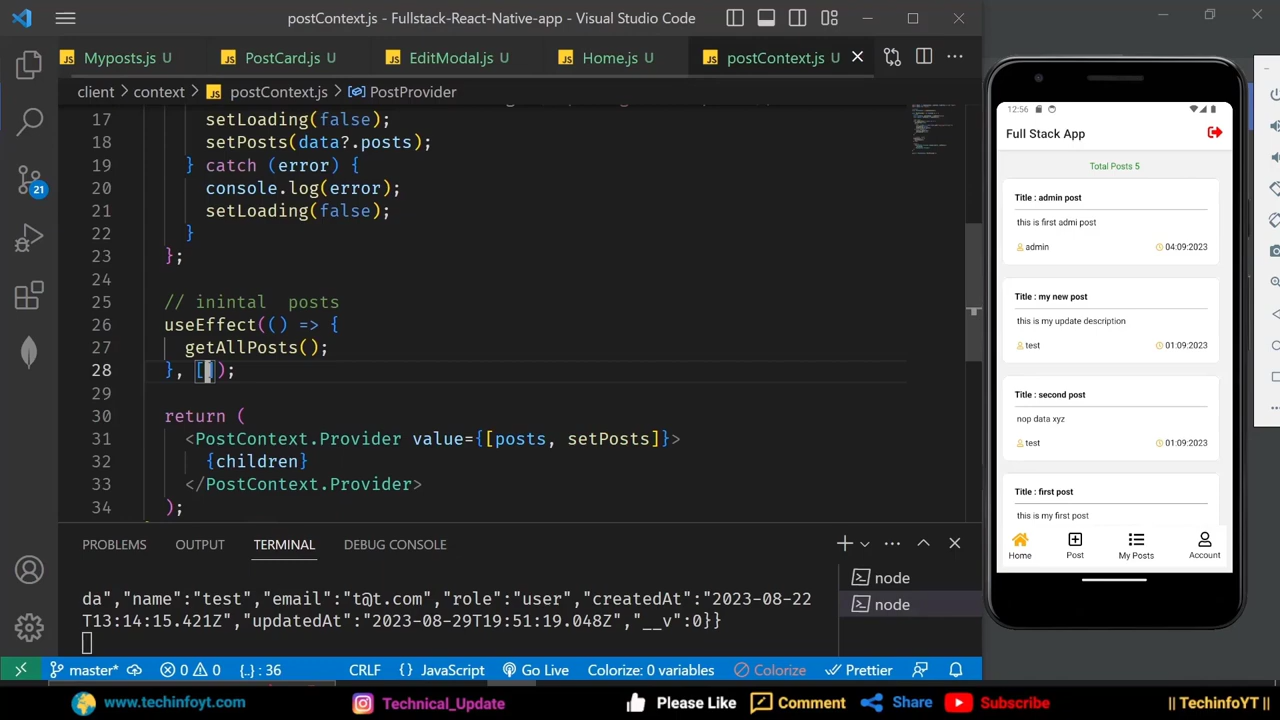 postContext.js - Fullstack-React-Native-app - Visual Studio Code
JS Myposts.js U
JS PostCard.js U
JS EditModal.js U
JS Home.js U
JS postContext.js U
client > context > JS postContext.js > PostProvider
17 setLoading(false);
18 setPosts(data?.posts);
19 } catch (error) {
20 console.log(error);
21 setLoading(false);
22 }
23 };
24
25 // inintal posts
26 useEffect(() => {
27 getAllPosts();
28 }, []);
29
30 return (
31 <PostContext.Provider value={[posts, setPosts]}>
32 {children}
33 </PostContext.Provider>
34 );
21
PROBLEMS OUTPUT TERMINAL DEBUG CONSOLE
node
node
da","name":"test","email":"t@t.com","role":"user","createdAt":"2023-08-22
T13:14:15.421Z","updatedAt":"2023-08-29T19:51:19.048Z","__v":0}}
master* 0 0 {..} : 36 CRLF {} JavaScript Go Live Colorize: 0 variables Colorize Prettier
12:56
Full Stack App
Total Posts 5
Title : admin post
this is first admi post
admin 04:09:2023
Title : my new post
this is my update description
test 01:09:2023
Title : second post
nop data xyz
test 01:09:2023
Title : first post
this is my first post
Home Post My Posts Account
www.techinfoyt.com Technical_Update Please Like Comment Share Subscribe || TechinfoYT ||